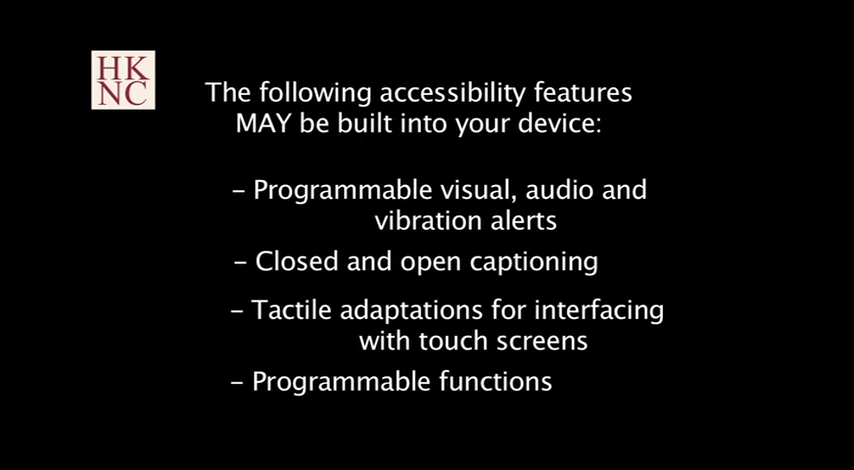 HK
NC
The following accessibility features
MAY be built into your device:
– Programmable visual, audio and
vibration alerts
– Closed and open captioning
– Tactile adaptations for interfacing
with touch screens
– Programmable functions